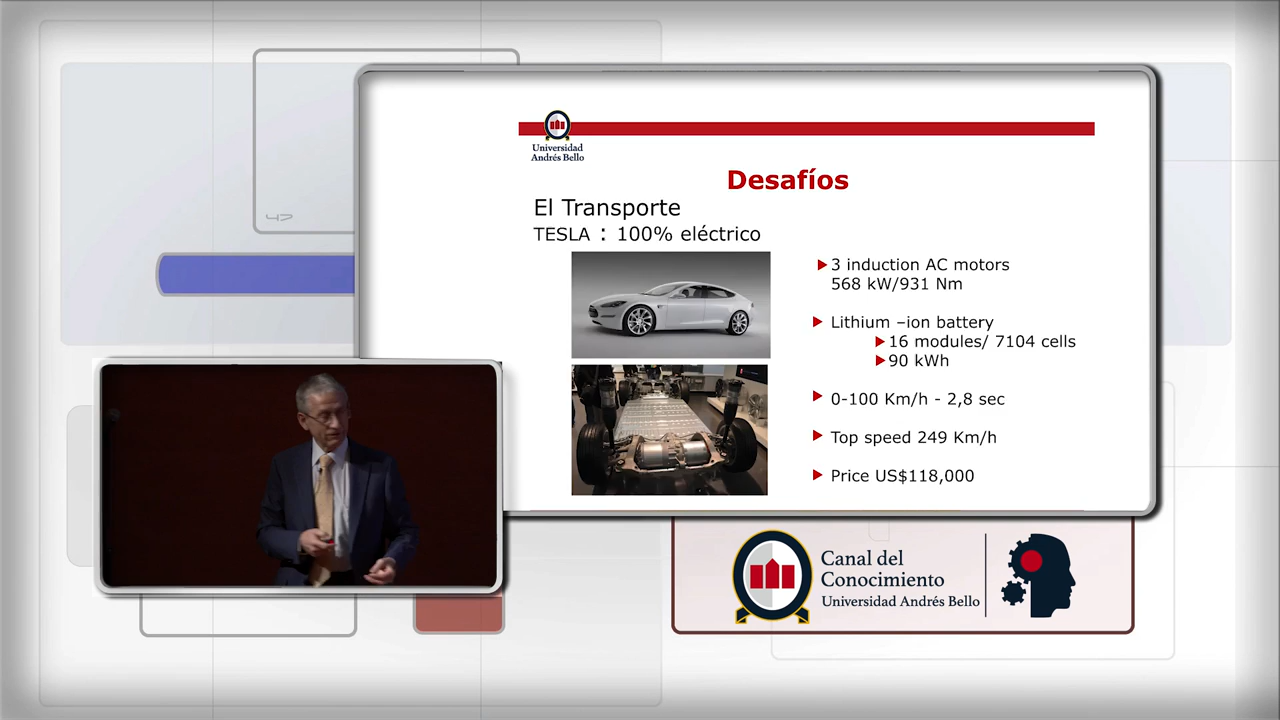 Universidad
Andrés Bello
Desafíos
El Transporte
TESLA : 100% eléctrico
3 induction AC motors
568 kW/931 Nm
Lithium –ion battery
16 modules/ 7104 cells
90 kWh
0-100 Km/h - 2,8 sec
Top speed 249 Km/h
Price US$118,000
Canal del
Conocimiento
Universidad Andrés Bello